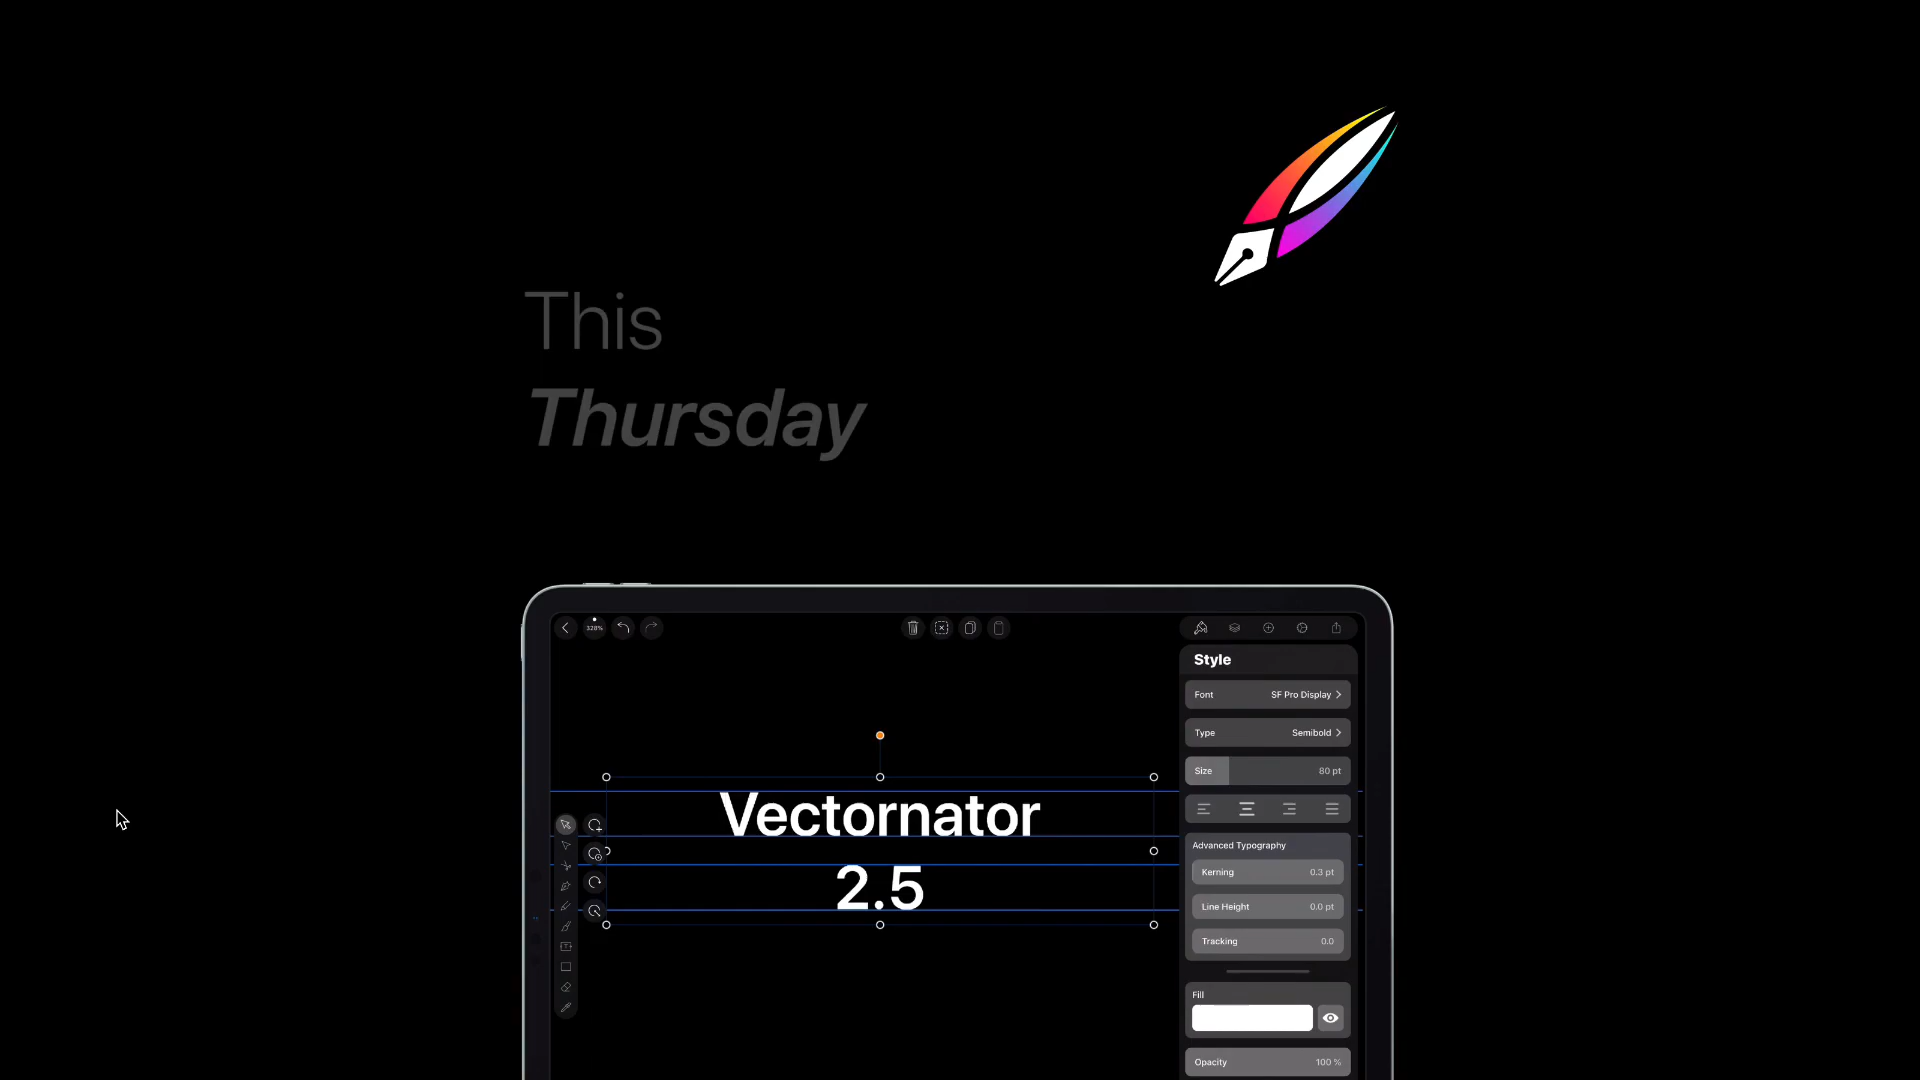 This
Thursday
328%
Style
Font SF Pro Display
Type Semibold
Size 80 pt
Vectornator
2.5
Advanced Typography
Kerning 0.3 pt
Line Height 0.0 pt
Tracking 0.0
Fill
Opacity 100 %